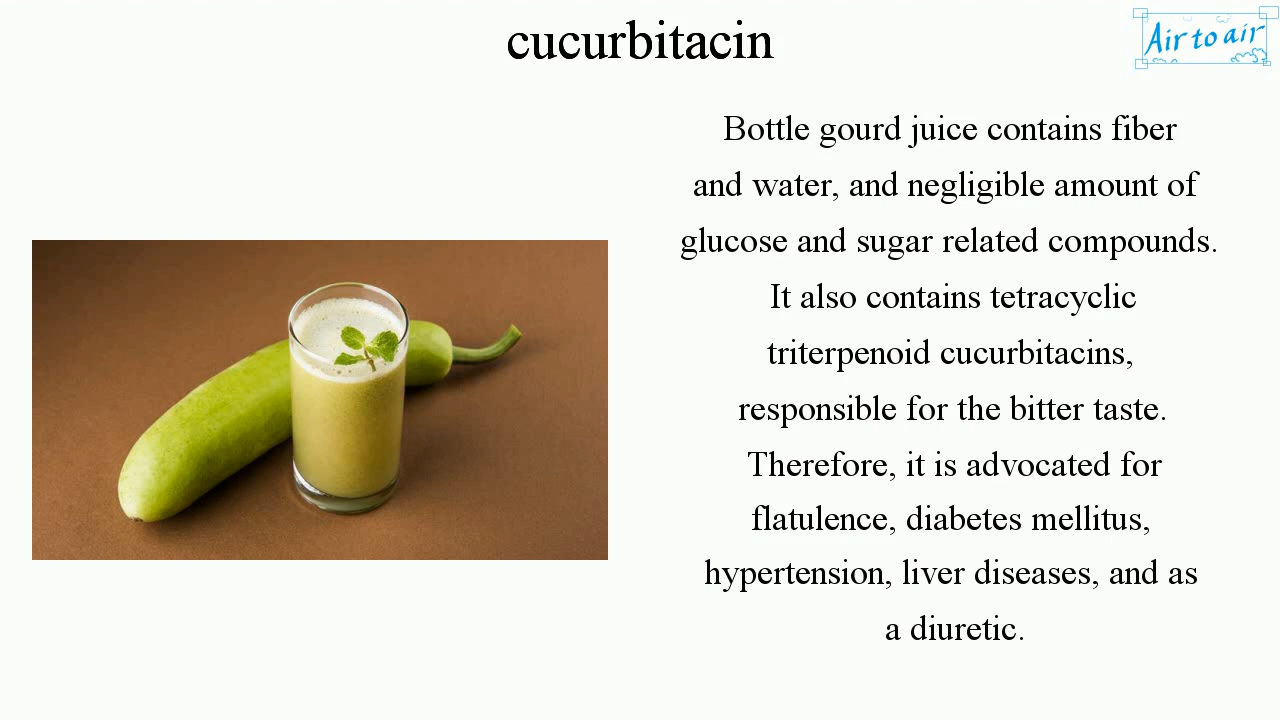 cucurbitacin
Air to air
Bottle gourd juice contains fiber
and water, and negligible amount of
glucose and sugar related compounds.
It also contains tetracyclic
triterpenoid cucurbitacins,
responsible for the bitter taste.
Therefore, it is advocated for
flatulence, diabetes mellitus,
hypertension, liver diseases, and as
a diuretic.